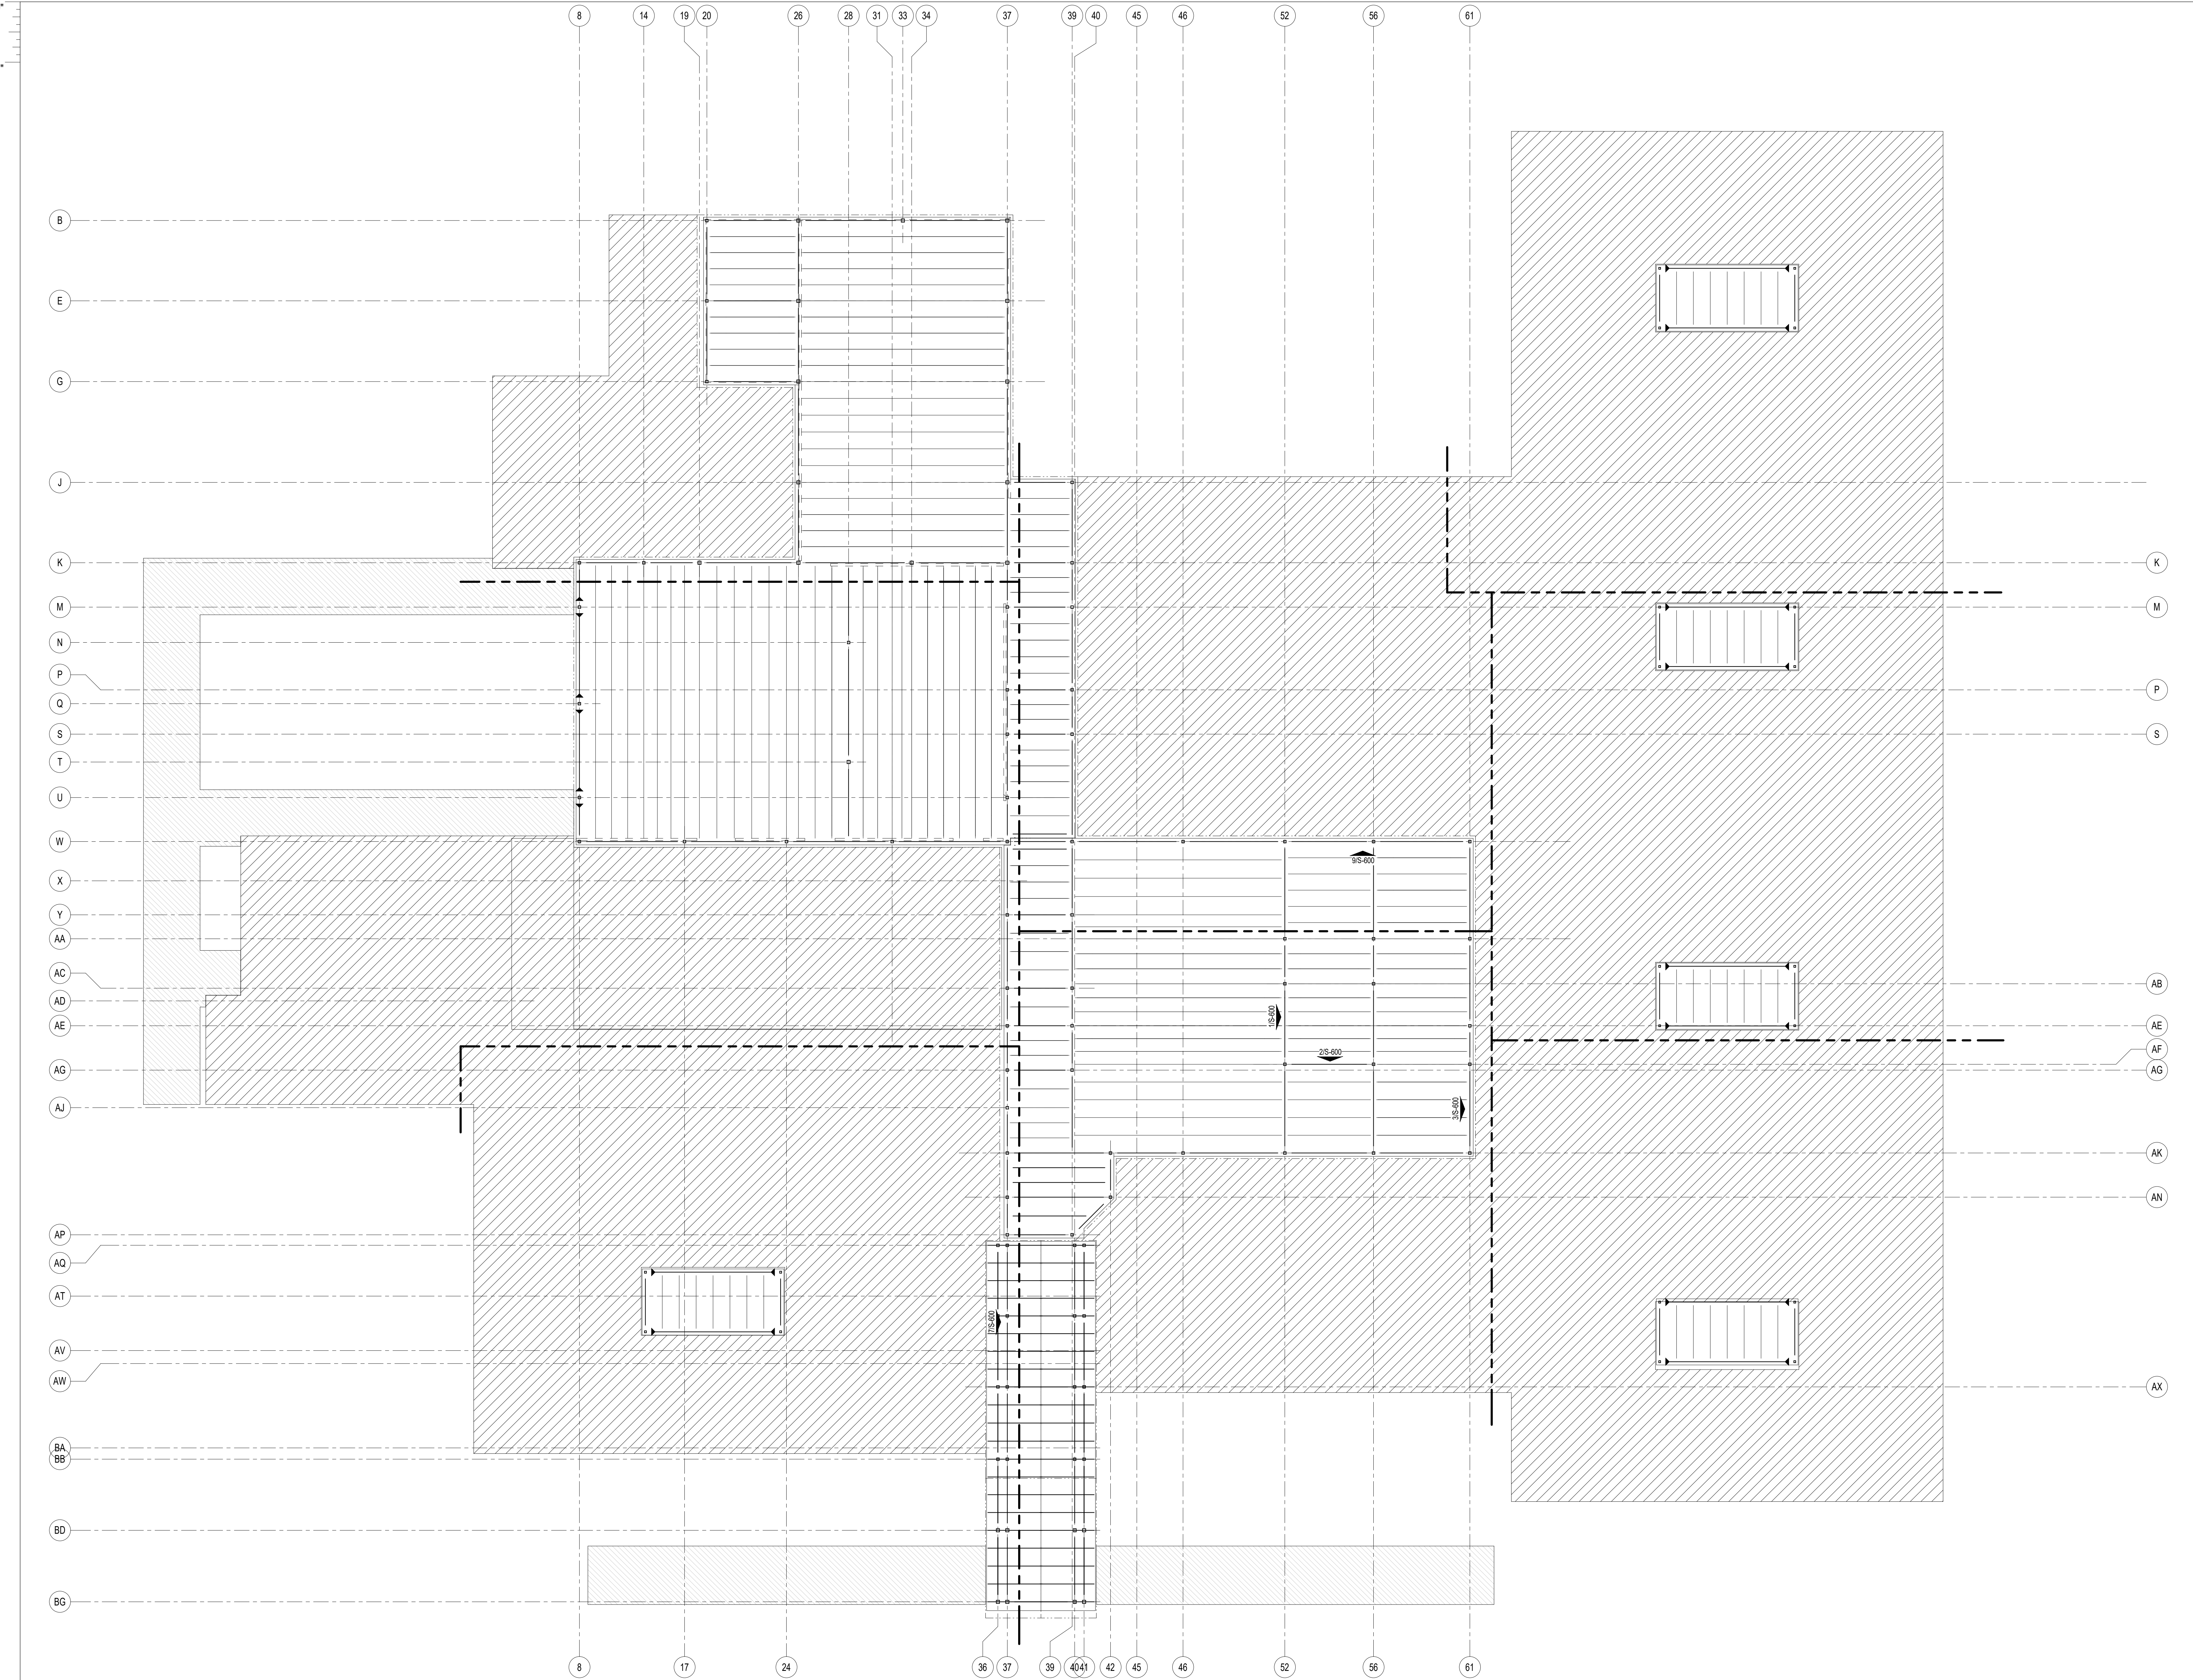 8 14 19 20 26 28 31 33 34 37 39 40 45 46 52 56 61
B
E
G
J
K K
M M
N
P P
Q
S S
T
U
W
9/S-600
X
Y
AA
AC
AB
AD
1/S-600
AE AE
2/S-600
AF
AG AG
3/S-600
AJ
AK
AN
AP
AQ
AT
7/S-600
AV
AW
AX
BA
BB
BD
BG
8 17 24 36 37 39 40 41 42 45 46 52 56 61